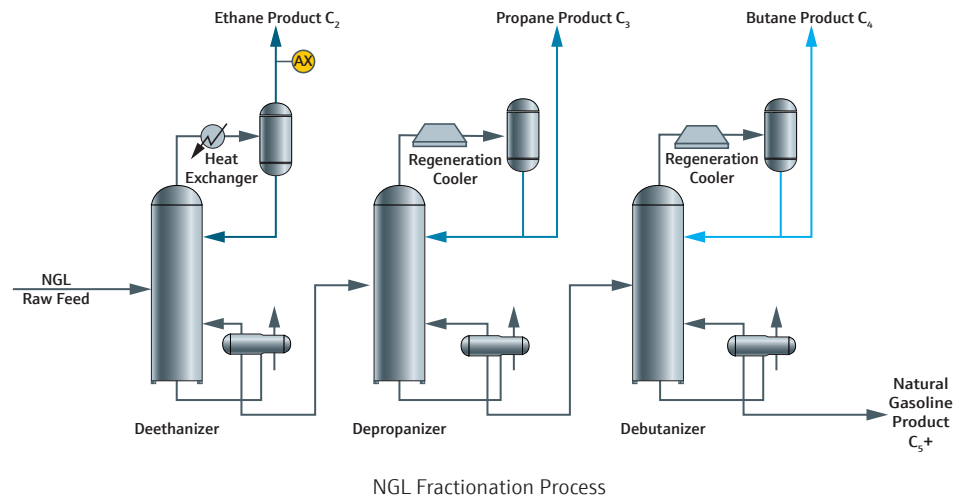 Ethane Product C₂
Propane Product C₃
Butane Product C₄
AX
Heat
Exchanger
Regeneration
Cooler
Regeneration
Cooler
NGL
Raw Feed
Natural
Gasoline
Product
C₅+
Deethanizer
Depropanizer
Debutanizer
NGL Fractionation Process